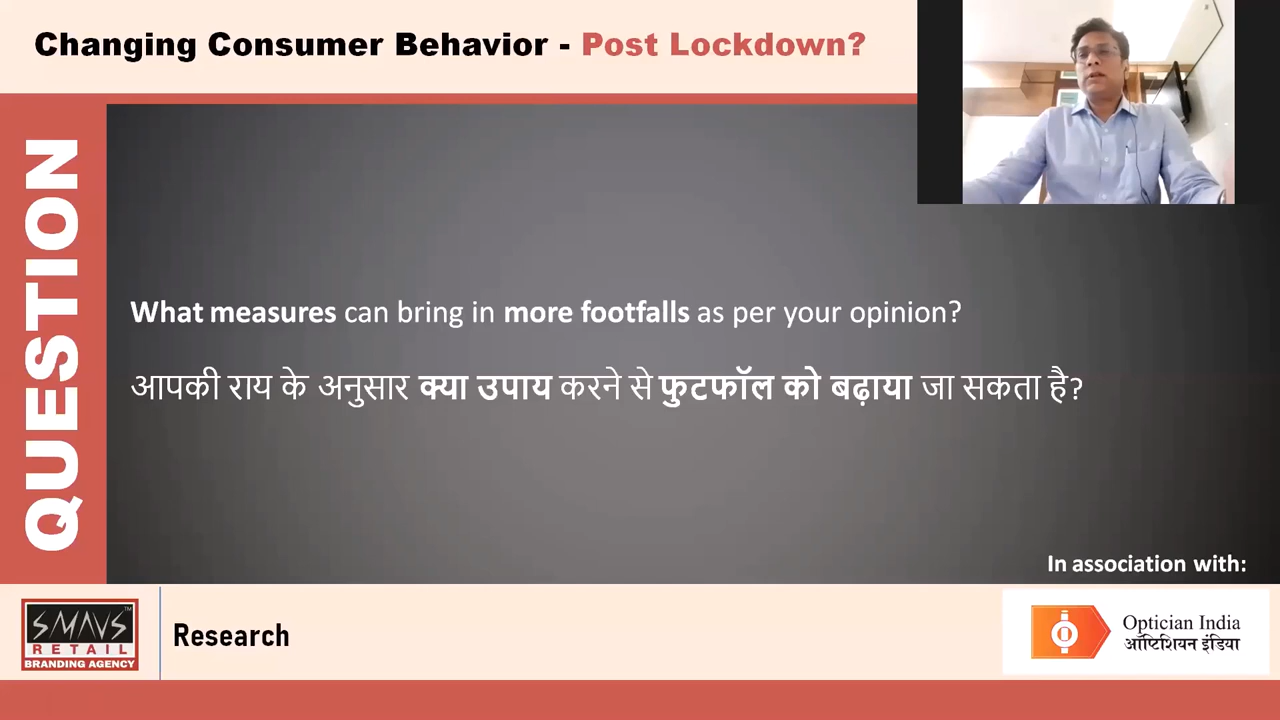 Changing Consumer Behavior - Post Lockdown?
QUESTION
What measures can bring in more footfalls as per your opinion?
आपकी राय के अनुसार क्या उपाय करने से फुटफॉल को बढ़ाया जा सकता है?
In association with:
SMAVS™
RETAIL
BRANDING AGENCY
Research
Optician India
ऑप्टिशियन इंडिया